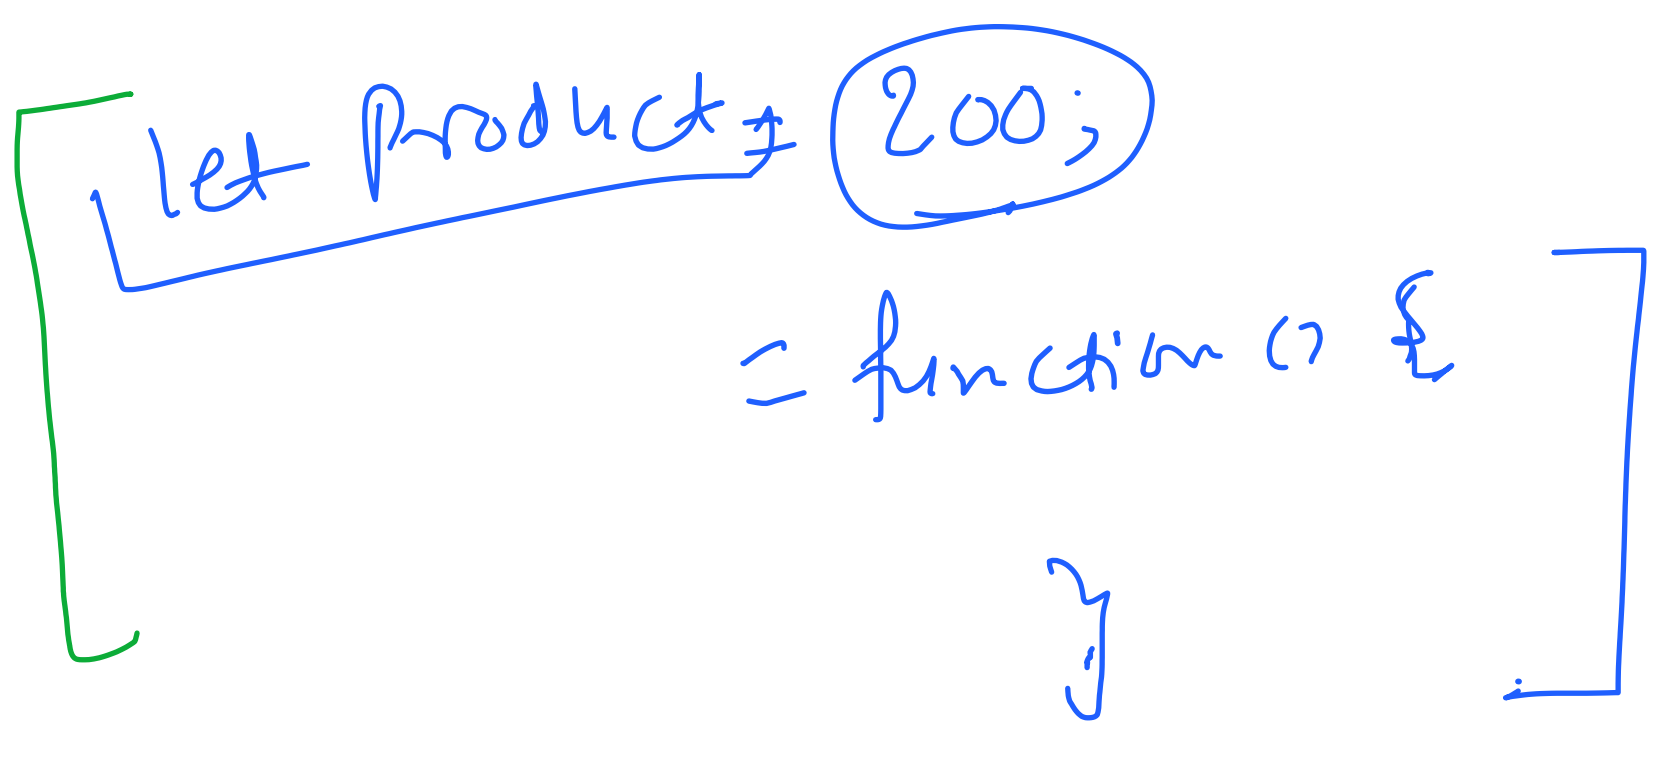 let Product = 200;
= function () {
}